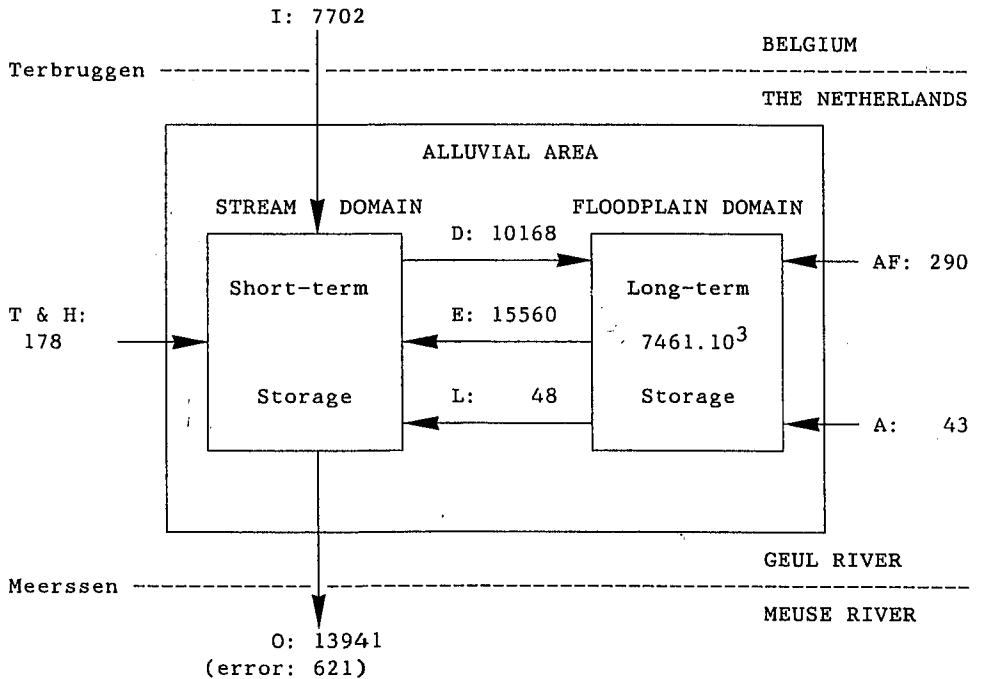 I: 7702
BELGIUM
Terbruggen
THE NETHERLANDS
ALLUVIAL AREA
STREAM DOMAIN
FLOODPLAIN DOMAIN
D: 10168
AF: 290
Short-term
Long-term
T & H:
178
E: 15560
7461.10³
L: 48
Storage
Storage
A: 43
GEUL RIVER
Meerssen
MEUSE RIVER
O: 13941
(error: 621)